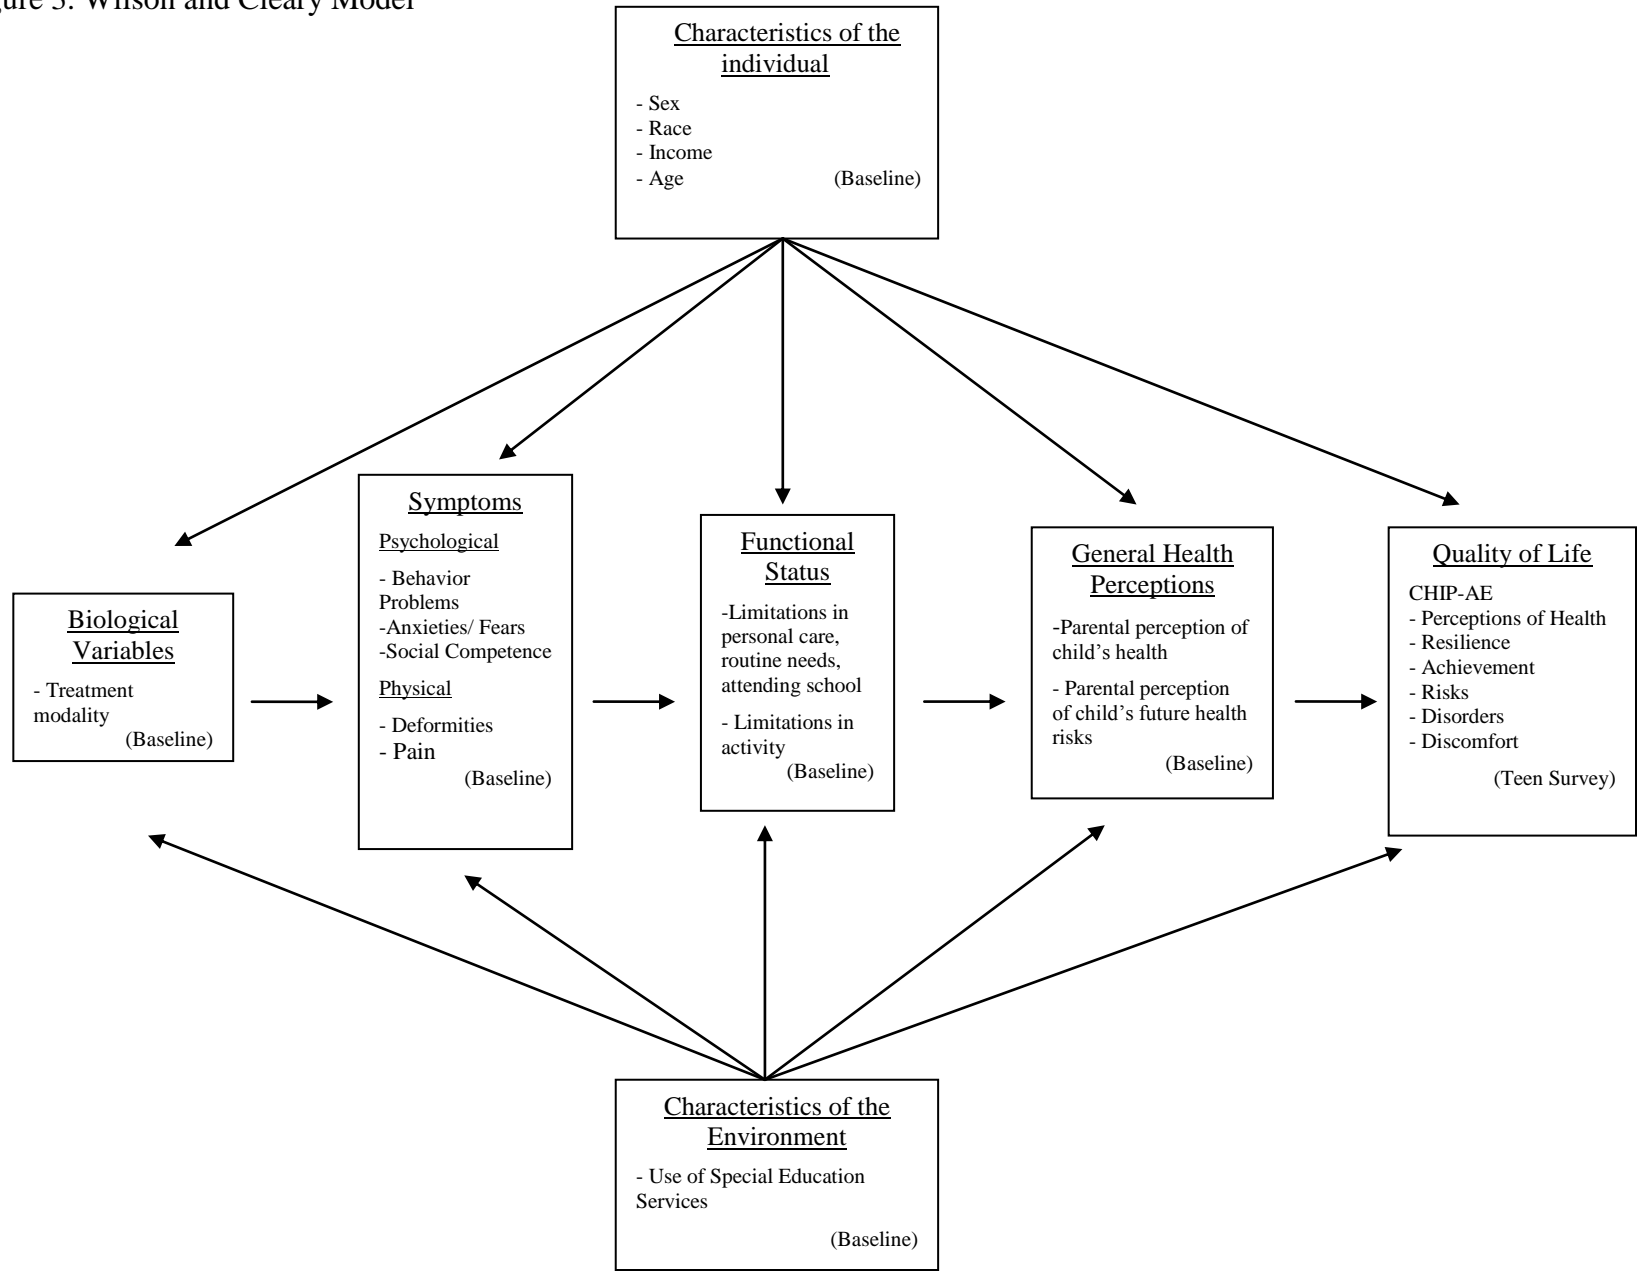 Wilson and Cleary Model
Characteristics of the
individual
- Sex
- Race
- Income
- Age (Baseline)
Biological
Variables
- Treatment
modality
(Baseline)
Symptoms
Psychological
- Behavior
Problems
-Anxieties/ Fears
-Social Competence
Physical
- Deformities
- Pain
(Baseline)
Functional
Status
-Limitations in
personal care,
routine needs,
attending school
- Limitations in
activity
(Baseline)
General Health
Perceptions
-Parental perception of
child’s health
- Parental perception
of child’s future health
risks
(Baseline)
Quality of Life
CHIP-AE
- Perceptions of Health
- Resilience
- Achievement
- Risks
- Disorders
- Discomfort
(Teen Survey)
Characteristics of the
Environment
- Use of Special Education
Services
(Baseline)